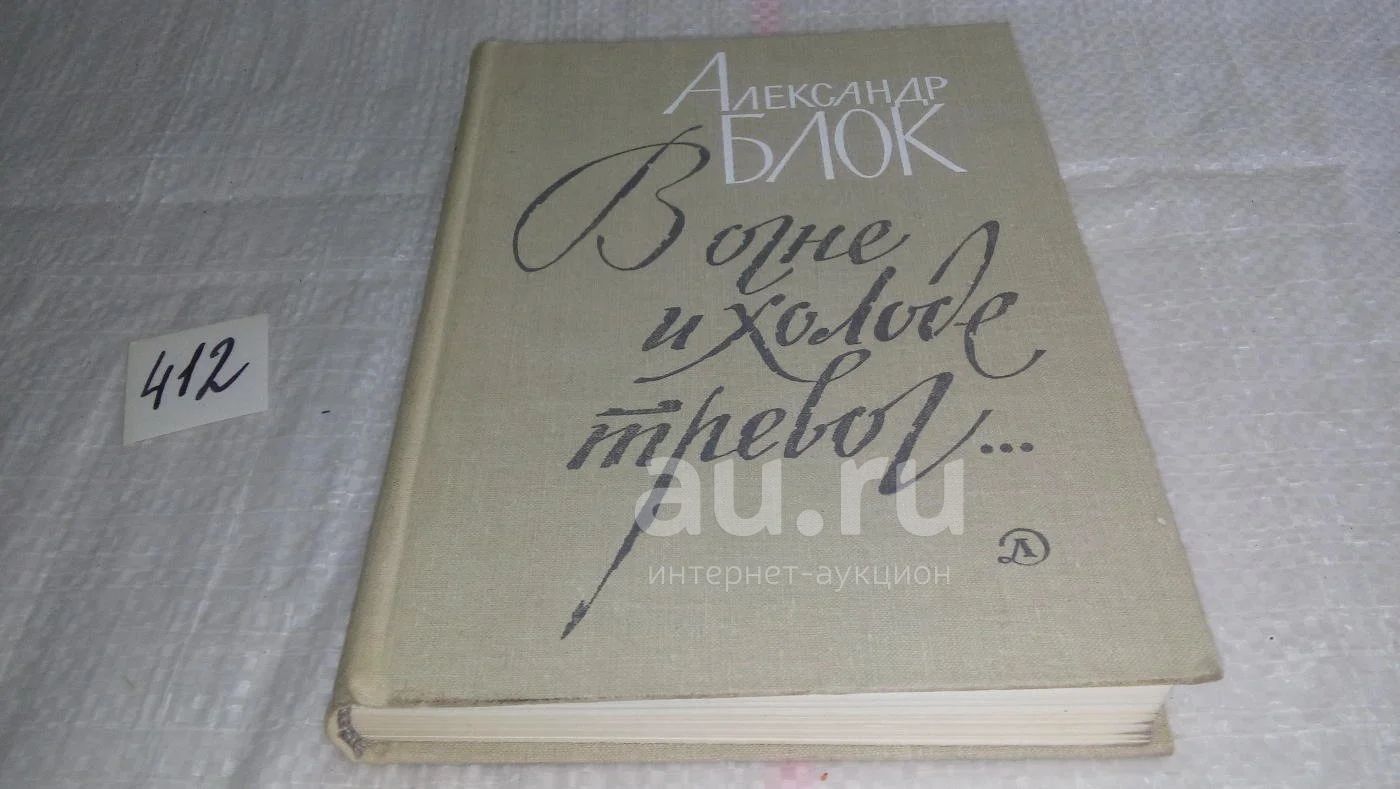 Александр
БЛОК
В огне
и холоде
тревог...
412
au.ru
интернет-аукцион
Д